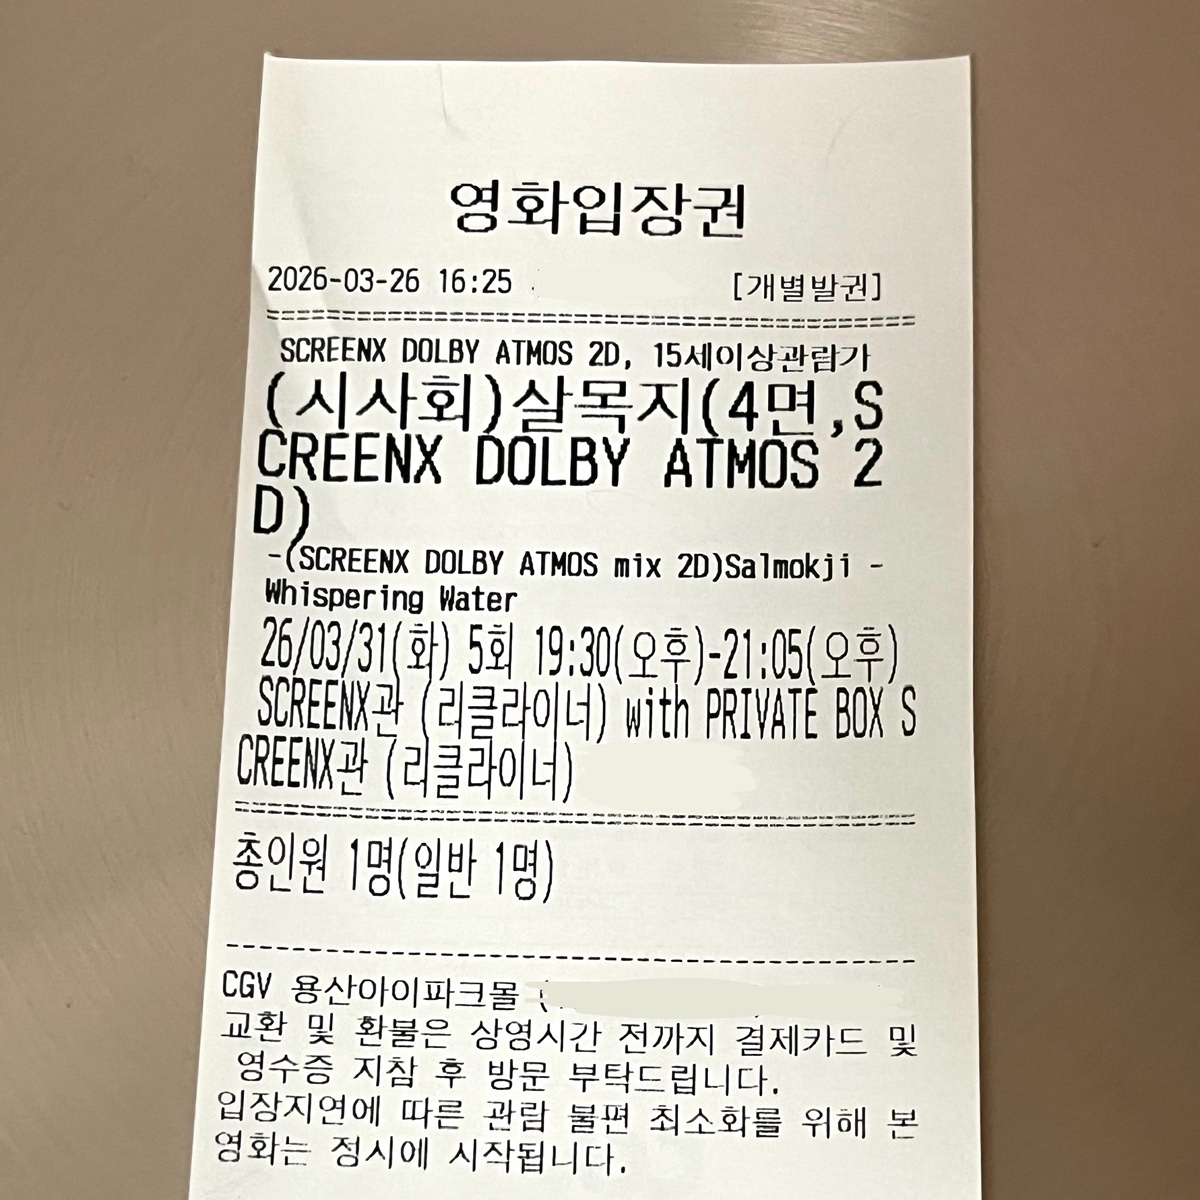 영화입장권
2026-03-26 16:25 [개별발권]
SCREENX DOLBY ATMOS 2D, 15세이상관람가
(시사회)살목지(4면,S
CREENX DOLBY ATMOS 2
D)
-(SCREENX DOLBY ATMOS mix 2D)Salmokji -
Whispering Water
26/03/31(화) 5회 19:30(오후)-21:05(오후)
SCREENX관 (리클라이너) with PRIVATE BOX S
CREENX관 (리클라이너)
총인원 1명(일반 1명)
CGV 용산아이파크몰 (
교환 및 환불은 상영시간 전까지 결제카드 및
영수증 지참 후 방문 부탁드립니다.
입장지연에 따른 관람 불편 최소화를 위해 본
영화는 정시에 시작됩니다.